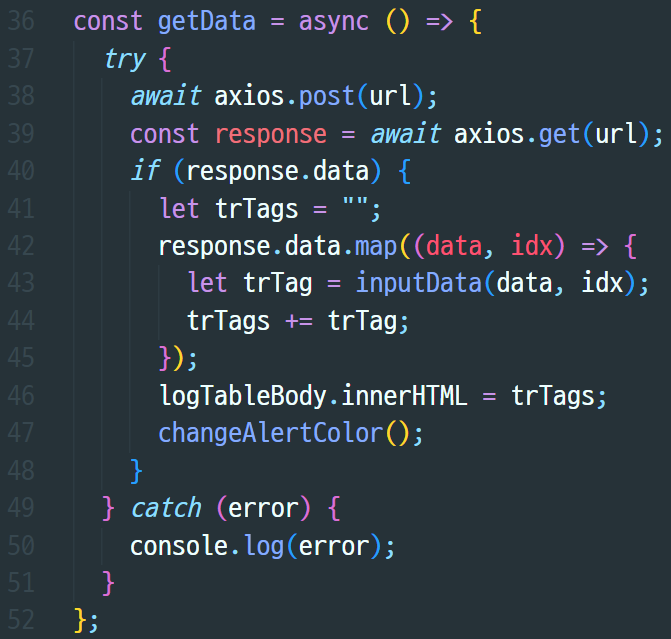 36 const getData = async () => {
37 try {
38 await axios.post(url);
39 const response = await axios.get(url);
40 if (response.data) {
41 let trTags = "";
42 response.data.map((data, idx) => {
43 let trTag = inputData(data, idx);
44 trTags += trTag;
45 });
46 logTableBody.innerHTML = trTags;
47 changeAlertColor();
48 }
49 } catch (error) {
50 console.log(error);
51 }
52 };